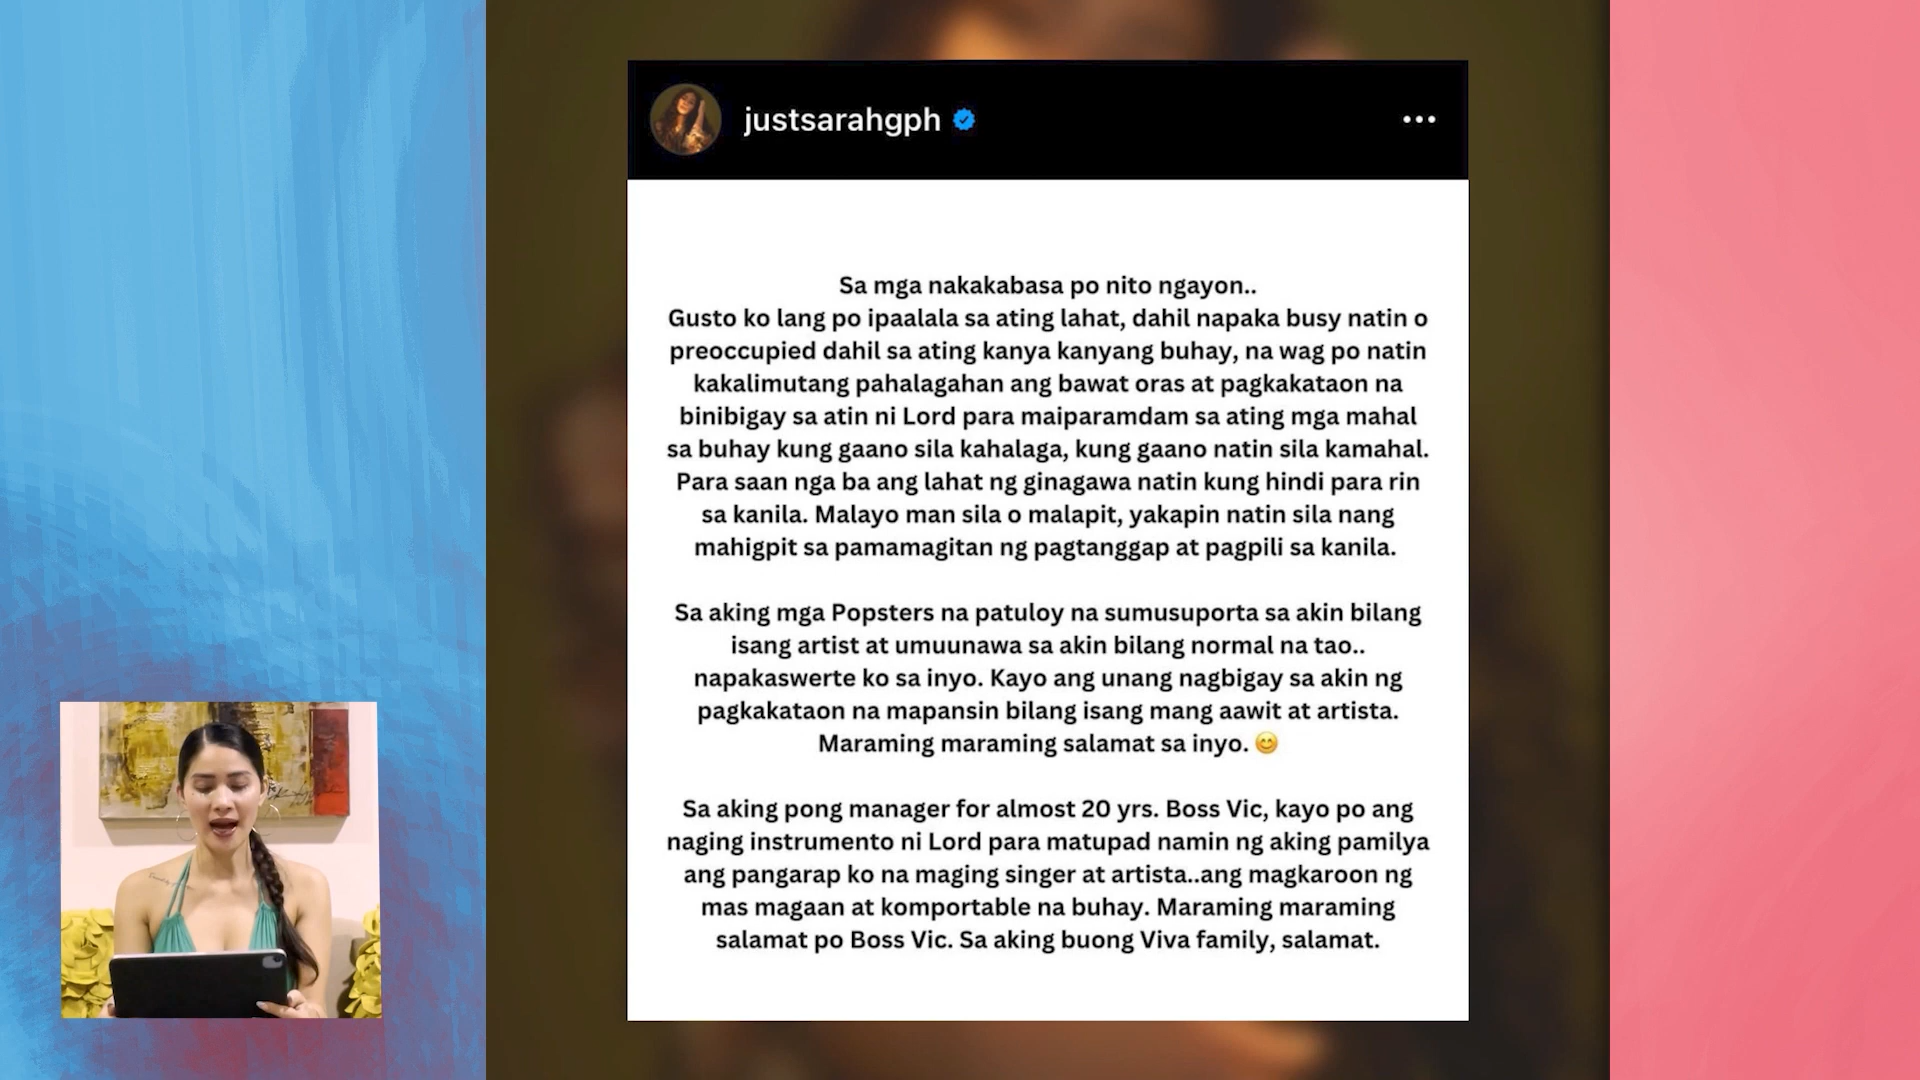 justsarahgph
Sa mga nakakabasa po nito ngayon..
Gusto ko lang po ipaalala sa ating lahat, dahil napaka busy natin o
preoccupied dahil sa ating kanya kanyang buhay, na wag po natin
kakalimutang pahalagahan ang bawat oras at pagkakataon na
binibigay sa atin ni Lord para maiparamdam sa ating mga mahal
sa buhay kung gaano sila kahalaga, kung gaano natin sila kamahal.
Para saan nga ba ang lahat ng ginagawa natin kung hindi para rin
sa kanila. Malayo man sila o malapit, yakapin natin sila nang
mahigpit sa pamamagitan ng pagtanggap at pagpili sa kanila.
Sa aking mga Popsters na patuloy na sumusuporta sa akin bilang
isang artist at umuunawa sa akin bilang normal na tao..
napakaswerte ko sa inyo. Kayo ang unang nagbigay sa akin ng
pagkakataon na mapansin bilang isang mang aawit at artista.
Maraming maraming salamat sa inyo. 😊
Sa aking pong manager for almost 20 yrs. Boss Vic, kayo po ang
naging instrumento ni Lord para matupad namin ng aking pamilya
ang pangarap ko na maging singer at artista..ang magkaroon ng
mas magaan at komportable na buhay. Maraming maraming
salamat po Boss Vic. Sa aking buong Viva family, salamat.